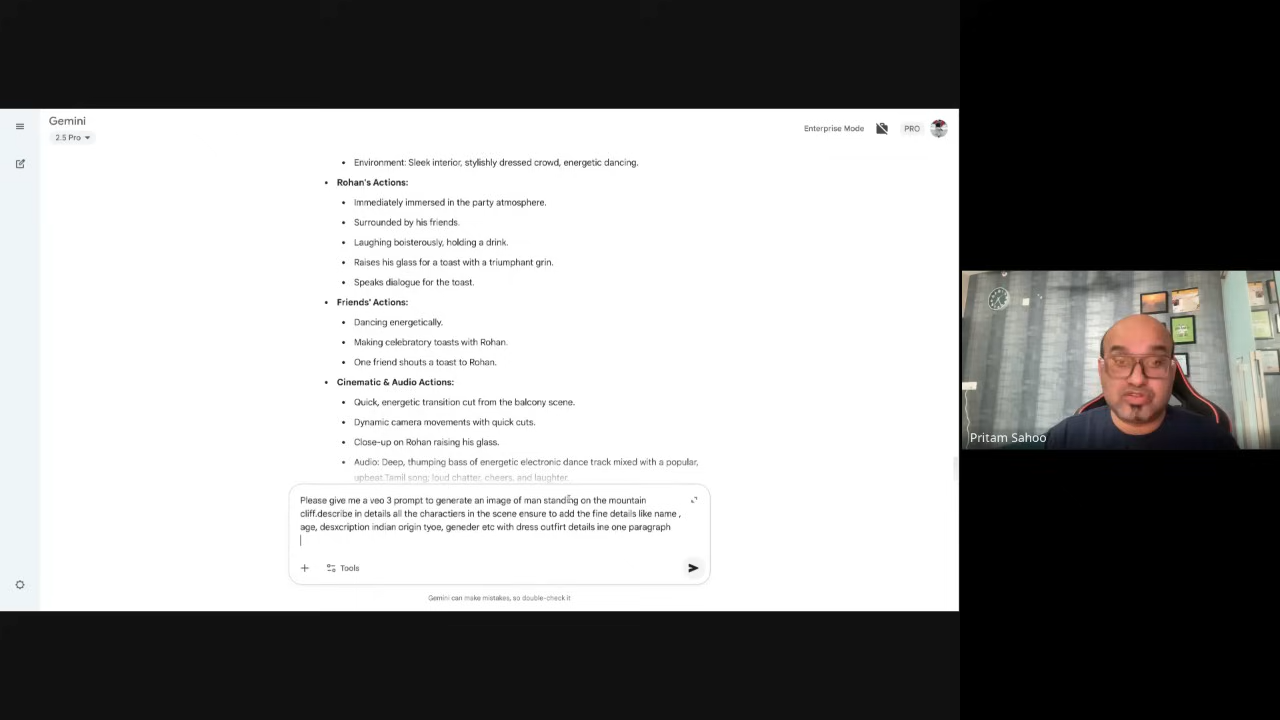 Gemini
2.5 Pro
Enterprise Mode
PRO
Environment: Sleek interior, stylishly dressed crowd, energetic dancing.
Rohan's Actions:
Immediately immersed in the party atmosphere.
Surrounded by his friends.
Laughing boisterously, holding a drink.
Raises his glass for a toast with a triumphant grin.
Speaks dialogue for the toast.
Friends' Actions:
Dancing energetically.
Making celebratory toasts with Rohan.
One friend shouts a toast to Rohan.
Cinematic & Audio Actions:
Quick, energetic transition cut from the balcony scene.
Dynamic camera movements with quick cuts.
Close-up on Rohan raising his glass.
Audio: Deep, thumping bass of energetic electronic dance track mixed with a popular,
upbeat Tamil song; loud chatter, cheers, and laughter.
Please give me a veo 3 prompt to generate an image of man standing on the mountain
cliff.describe in details all the charactiers in the scene ensure to add the fine details like name ,
age, desxcription indian origin tyoe, geneder etc with dress outfirt details ine one paragraph
Tools
Gemini can make mistakes, so double-check it
Pritam Sahoo